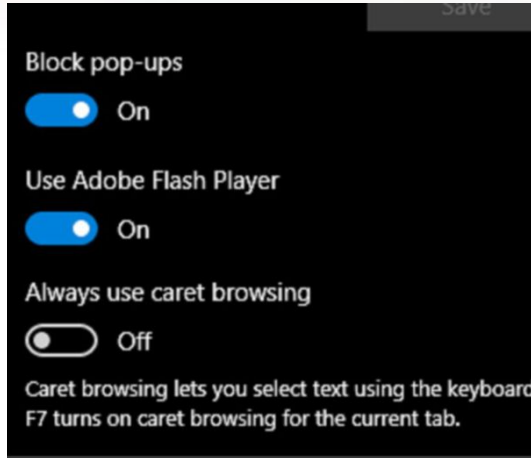 Save
Block pop-ups
On
Use Adobe Flash Player
On
Always use caret browsing
Off
Caret browsing lets you select text using the keyboard
F7 turns on caret browsing for the current tab.